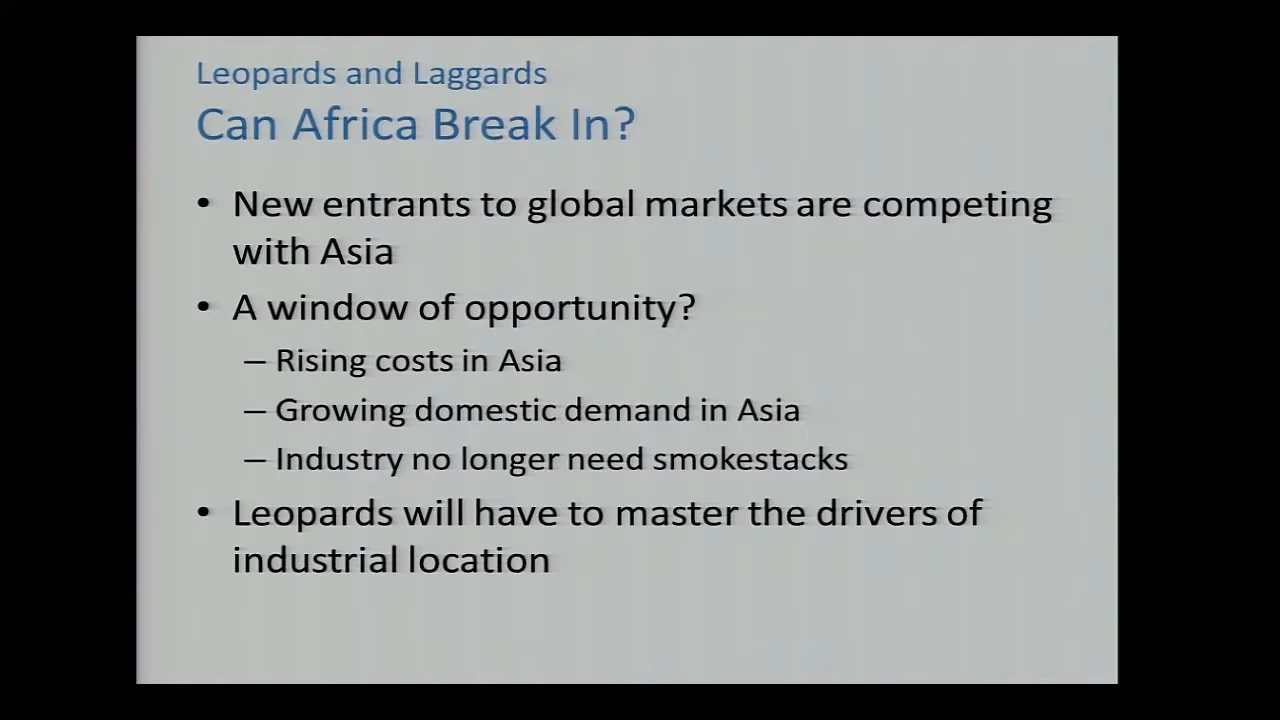 Leopards and Laggards
Can Africa Break In?
• New entrants to global markets are competing
with Asia
• A window of opportunity?
– Rising costs in Asia
– Growing domestic demand in Asia
– Industry no longer need smokestacks
• Leopards will have to master the drivers of
industrial location